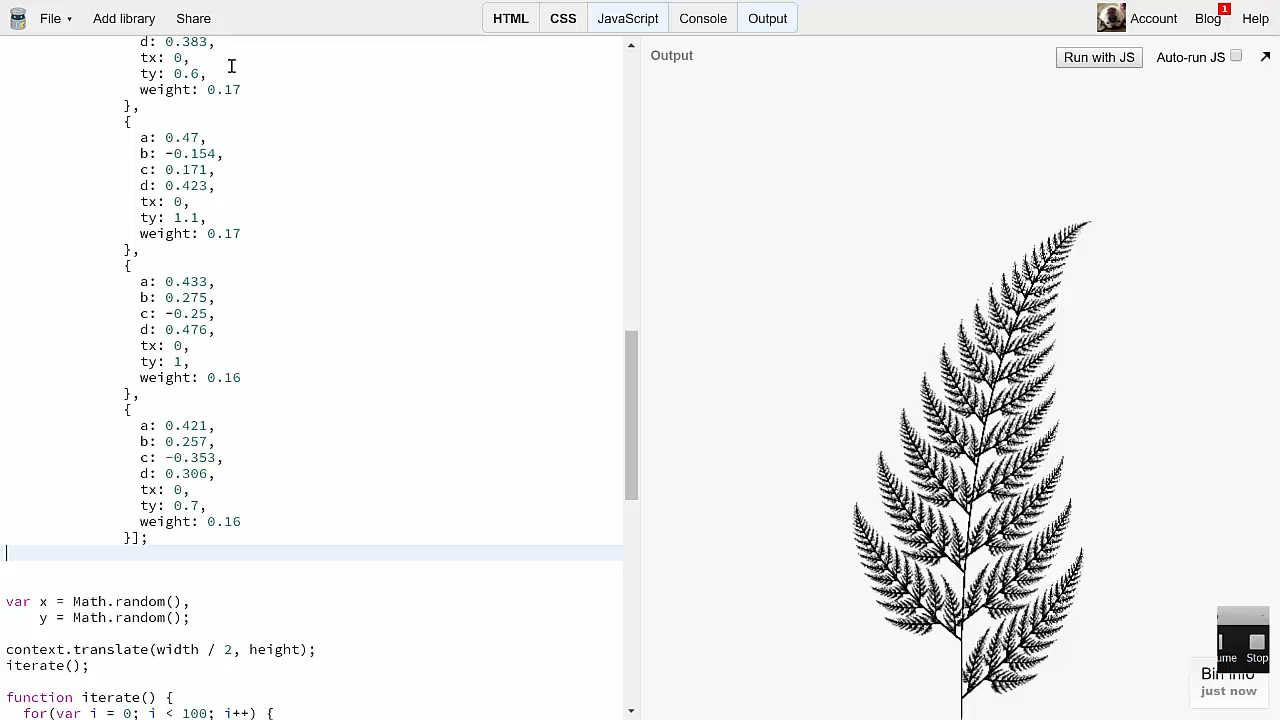 File ▾ Add library Share HTML CSS JavaScript Console Output Account Blog 1 Help
d: 0.383,
tx: 0,
ty: 0.6,
weight: 0.17
},
{
a: 0.47,
b: -0.154,
c: 0.171,
d: 0.423,
tx: 0,
ty: 1.1,
weight: 0.17
},
{
a: 0.433,
b: 0.275,
c: -0.25,
d: 0.476,
tx: 0,
ty: 1,
weight: 0.16
},
{
a: 0.421,
b: 0.257,
c: -0.353,
d: 0.306,
tx: 0,
ty: 0.7,
weight: 0.16
}];
var x = Math.random(),
y = Math.random();
context.translate(width / 2, height);
iterate();
function iterate() {
for(var i = 0; i < 100; i++) {
Output Run with JS Auto-run JS
ume Stop
Bin info
just now